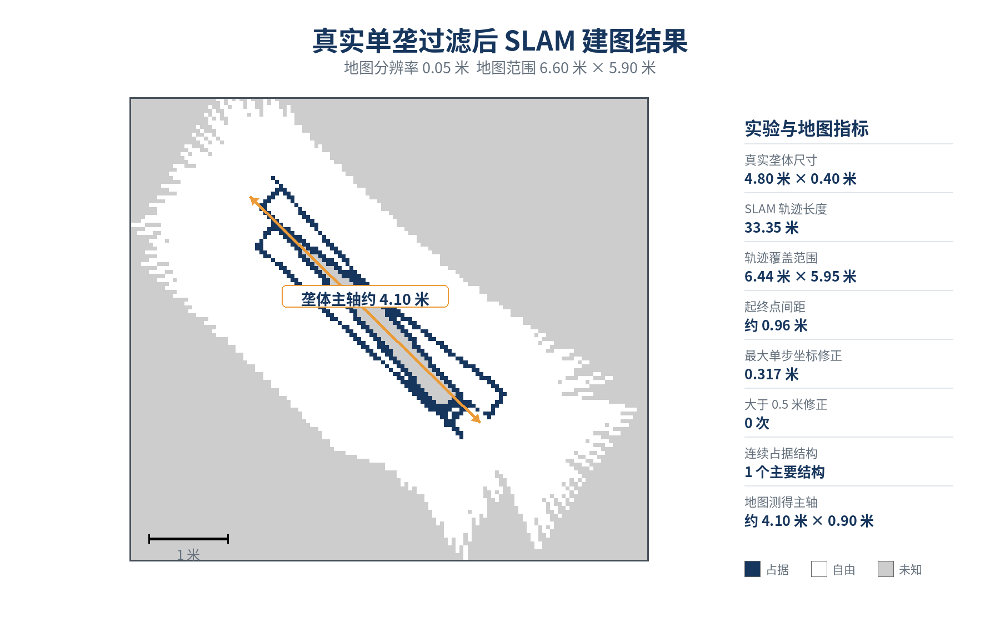 真实单垄过滤后 SLAM 建图结果
地图分辨率 0.05 米 地图范围 6.60 米 × 5.90 米
垄体主轴约 4.10 米
1 米
实验与地图指标
真实垄体尺寸
4.80 米 × 0.40 米
SLAM 轨迹长度
33.35 米
轨迹覆盖范围
6.44 米 × 5.95 米
起终点间距
约 0.96 米
最大单步坐标修正
0.317 米
大于 0.5 米修正
0 次
连续占据结构
1 个主要结构
地图测得主轴
约 4.10 米 × 0.90 米
占据 自由 未知